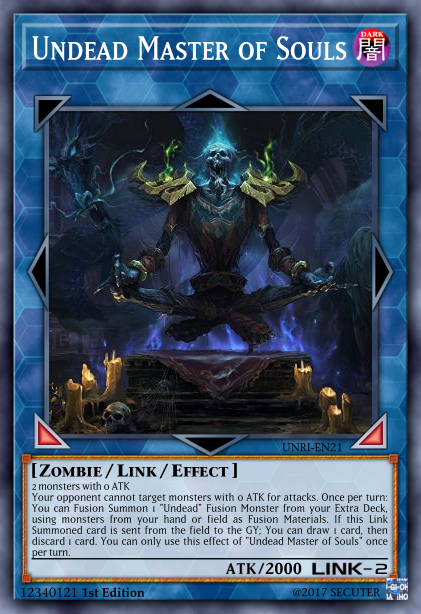 UNDEAD MASTER OF SOULS
DARK
闇
UNRI-EN21
[ZOMBIE / LINK / EFFECT]
2 monsters with 0 ATK
Your opponent cannot target monsters with 0 ATK for attacks. Once per turn:
You can Fusion Summon 1 "Undead" Fusion Monster from your Extra Deck,
using monsters from your hand or field as Fusion Materials. If this Link
Summoned card is sent from the field to the GY; You can draw 1 card, then
discard 1 card. You can only use this effect of "Undead Master of Souls" once
per turn.
ATK/2000 LINK-2
12340121 1st Edition ©2017 SECUTER